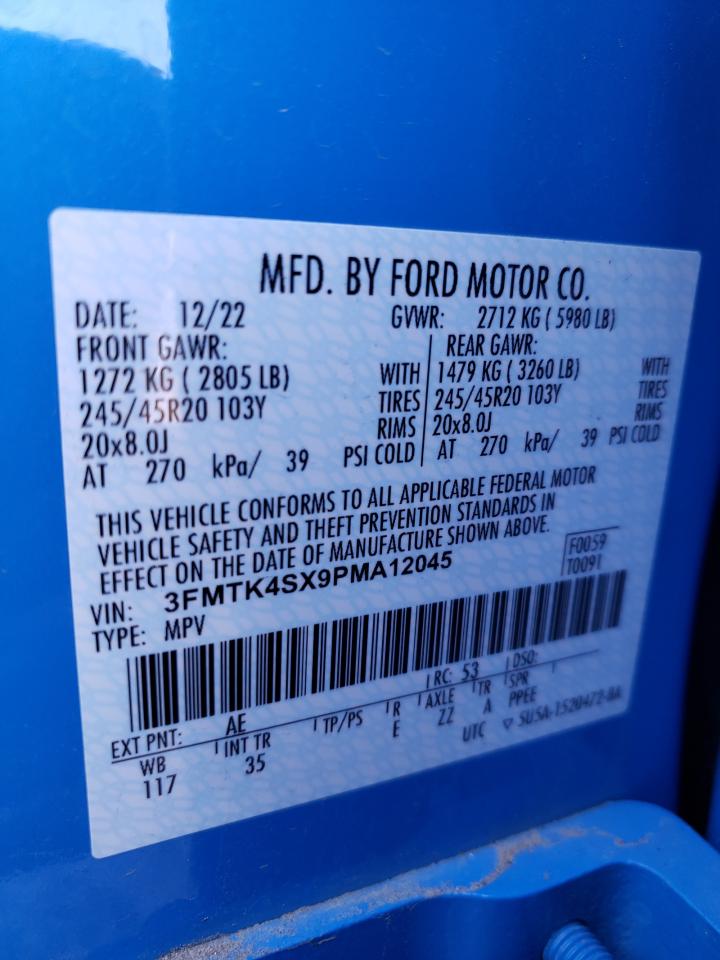 MFD. BY FORD MOTOR CO.
DATE: 12/22 GVWR: 2712 KG ( 5980 LB)
FRONT GAWR: REAR GAWR:
1272 KG ( 2805 LB) WITH 1479 KG ( 3260 LB) WITH
245/45R20 103Y TIRES 245/45R20 103Y TIRES
20x8.0J RIMS 20x8.0J RIMS
AT 270 kPa/ 39 PSI COLD AT 270 kPa/ 39 PSI COLD
THIS VEHICLE CONFORMS TO ALL APPLICABLE FEDERAL MOTOR
VEHICLE SAFETY AND THEFT PREVENTION STANDARDS IN
EFFECT ON THE DATE OF MANUFACTURE SHOWN ABOVE.
F0059
VIN: 3FMTK4SX9PMA12045 T0091
TYPE: MPV
RC: 53 DSO:
EXT PNT: AE
WB INT TR TP/PS R AXLE TR SPR
117 35 E ZZ A PPEE
UTC